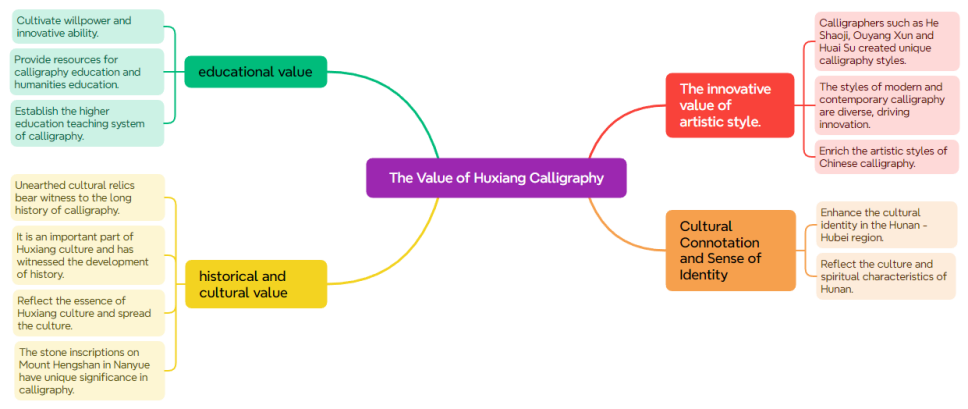 The Value of Huxiang Calligraphy
educational value
Cultivate willpower and
innovative ability.
Provide resources for
calligraphy education and
humanities education.
Establish the higher
education teaching system
of calligraphy.
historical and
cultural value
Unearthed cultural relics
bear witness to the long
history of calligraphy.
It is an important part of
Huxiang culture and has
witnessed the development
of history.
Reflect the essence of
Huxiang culture and spread
the culture.
The stone inscriptions on
Mount Hengshan in Nanyue
have unique significance in
calligraphy.
The innovative
value of
artistic style.
Calligraphers such as He
Shaoji, Ouyang Xun and
Huai Su created unique
calligraphy styles.
The styles of modern and
contemporary calligraphy
are diverse, driving
innovation.
Enrich the artistic styles of
Chinese calligraphy.
Cultural
Connotation
and Sense of
Identity
Enhance the cultural
identity in the Hunan -
Hubei region.
Reflect the culture and
spiritual characteristics of
Hunan.